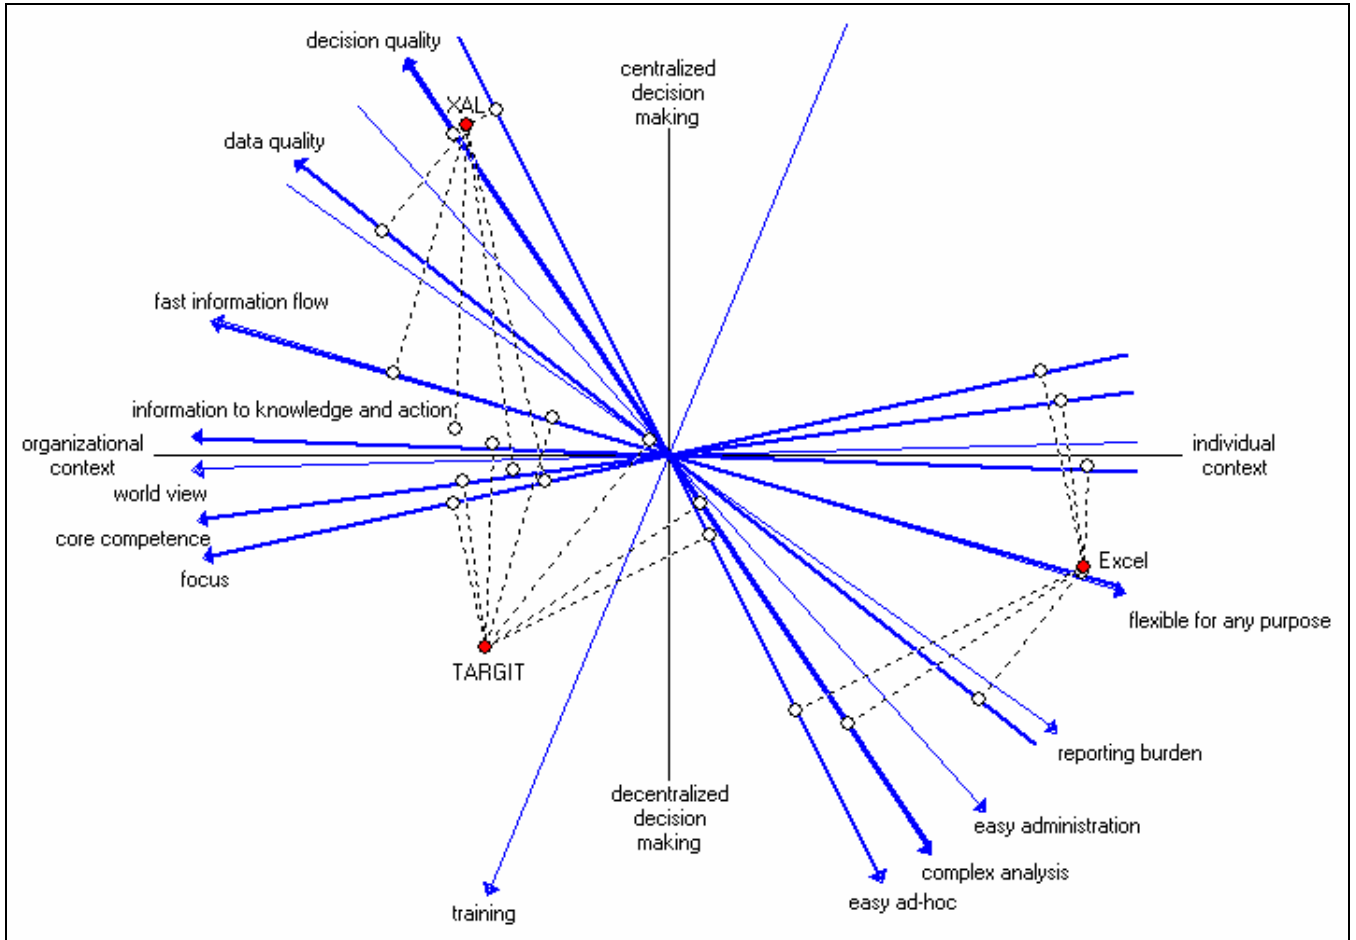 decision quality
centralized
decision
making
XAL
data quality
fast information flow
information to knowledge and action
organizational
context
individual
context
world view
core competence
focus
Excel
flexible for any purpose
TARGIT
reporting burden
decentralized
decision
making
easy administration
complex analysis
easy ad-hoc
training